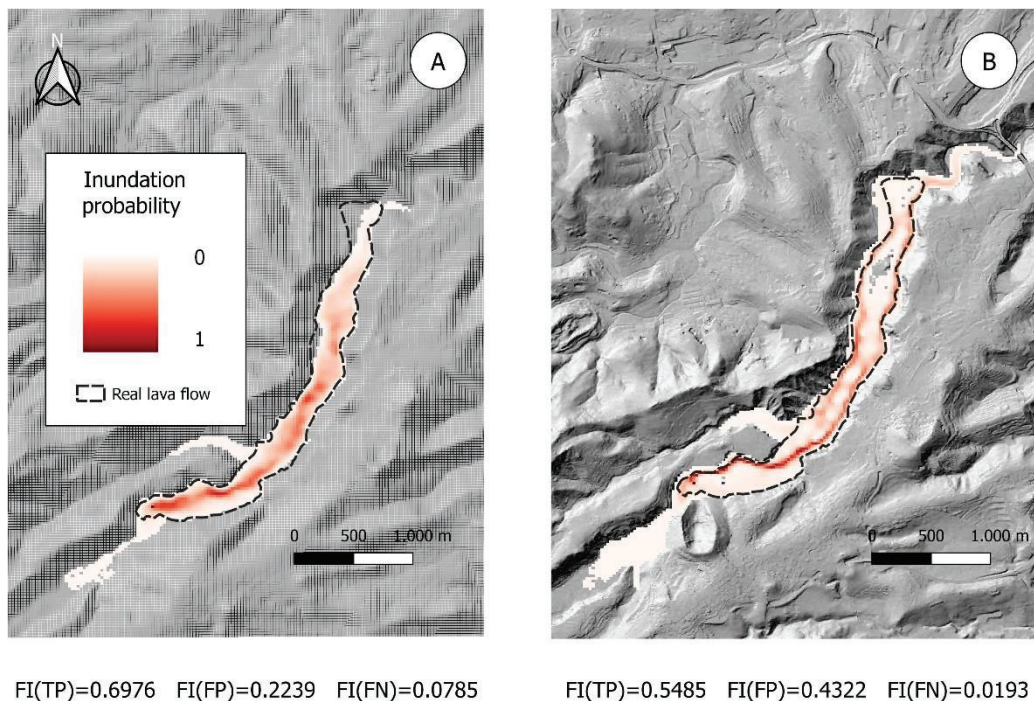 N
A
Inundation
probability
0
1
Real lava flow
0 500 1.000 m
FI(TP)=0.6976 FI(FP)=0.2239 FI(FN)=0.0785
B
0 500 1.000 m
FI(TP)=0.5485 FI(FP)=0.4322 FI(FN)=0.0193